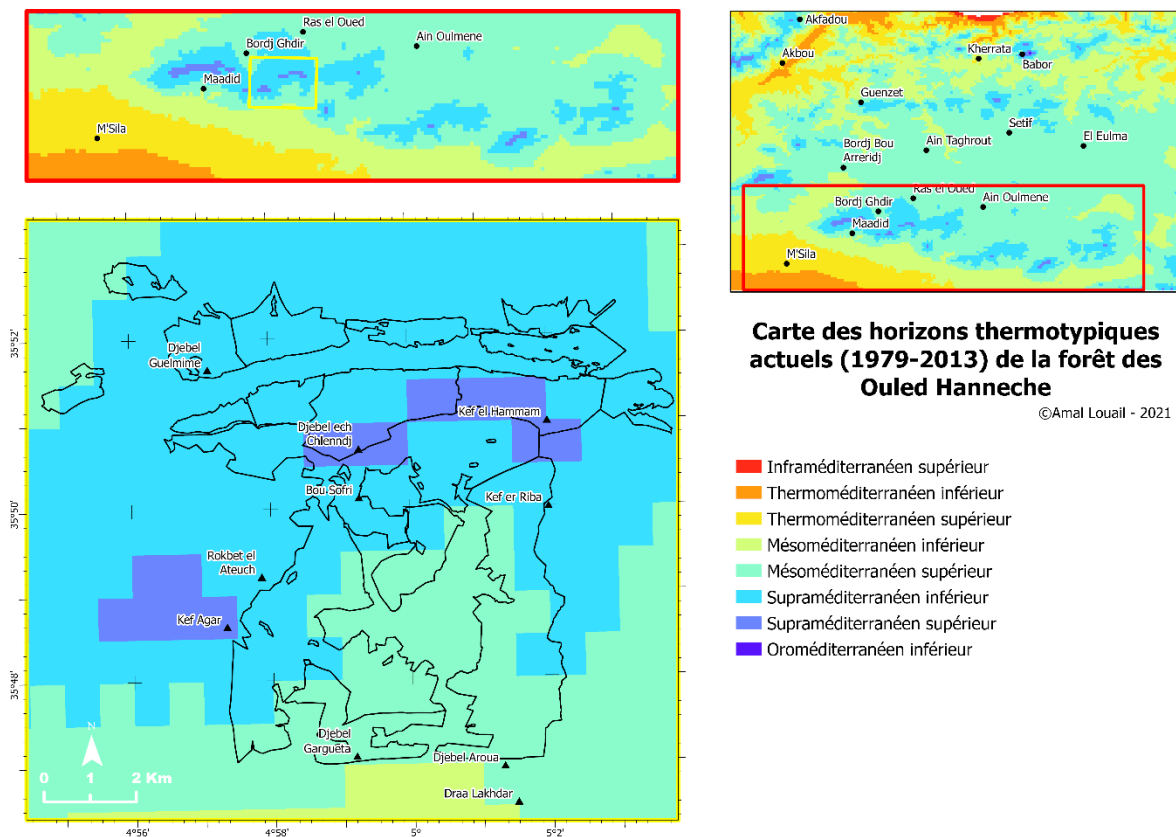 Ras el Oued
Bordj Ghdir
Ain Oulmene
Maadid
M'Sila
Akfadou
Akbou
Kherrata
Babor
Guenzet
Setif
El Eulma
Ain Taghrout
Bordj Bou
Arreridj
Ras el Oued
Bordj Ghdir
Ain Oulmene
Maadid
M'Sila
35°52'
35°50'
35°48'
Djebel
Guelmime
Kef el Hammam
Djebel ech
Chlenndj
Bou Sofri
Kef er Riba
Rokbet el
Ateuch
Kef Agar
Djebel
Gargueta
Djebel Aroua
Draa Lakhdar
N
0 1 2 Km
4°56' 4°58' 5° 5°2'
Carte des horizons thermotypiques
actuels (1979-2013) de la forêt des
Ouled Hanneche
©Amal Louail - 2021
Inframéditerranéen supérieur
Thermoméditerranéen inférieur
Thermoméditerranéen supérieur
Mésoméditerranéen inférieur
Mésoméditerranéen supérieur
Supraméditerranéen inférieur
Supraméditerranéen supérieur
Oroméditerranéen inférieur